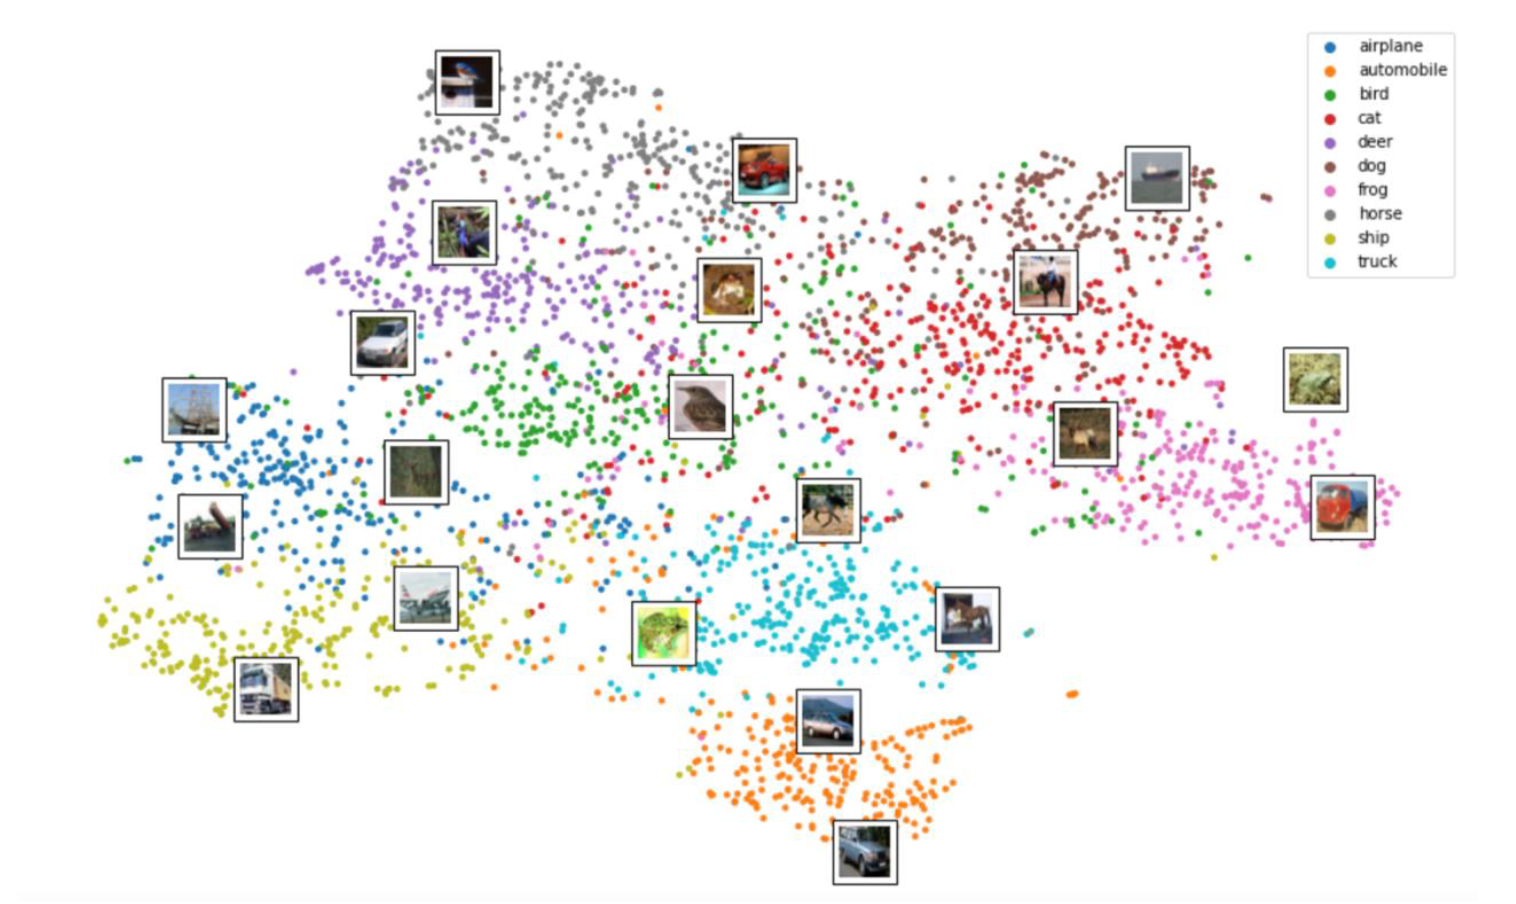 airplane
automobile
bird
cat
deer
dog
frog
horse
ship
truck